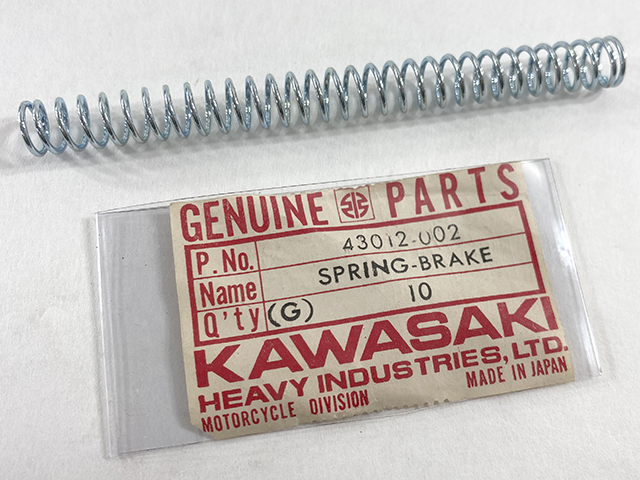 GENUINE PARTS
P. No. 43012-002
Name SPRING-BRAKE
Q'ty (G) 10
KAWASAKI
HEAVY INDUSTRIES, LTD.
MOTORCYCLE DIVISION MADE IN JAPAN